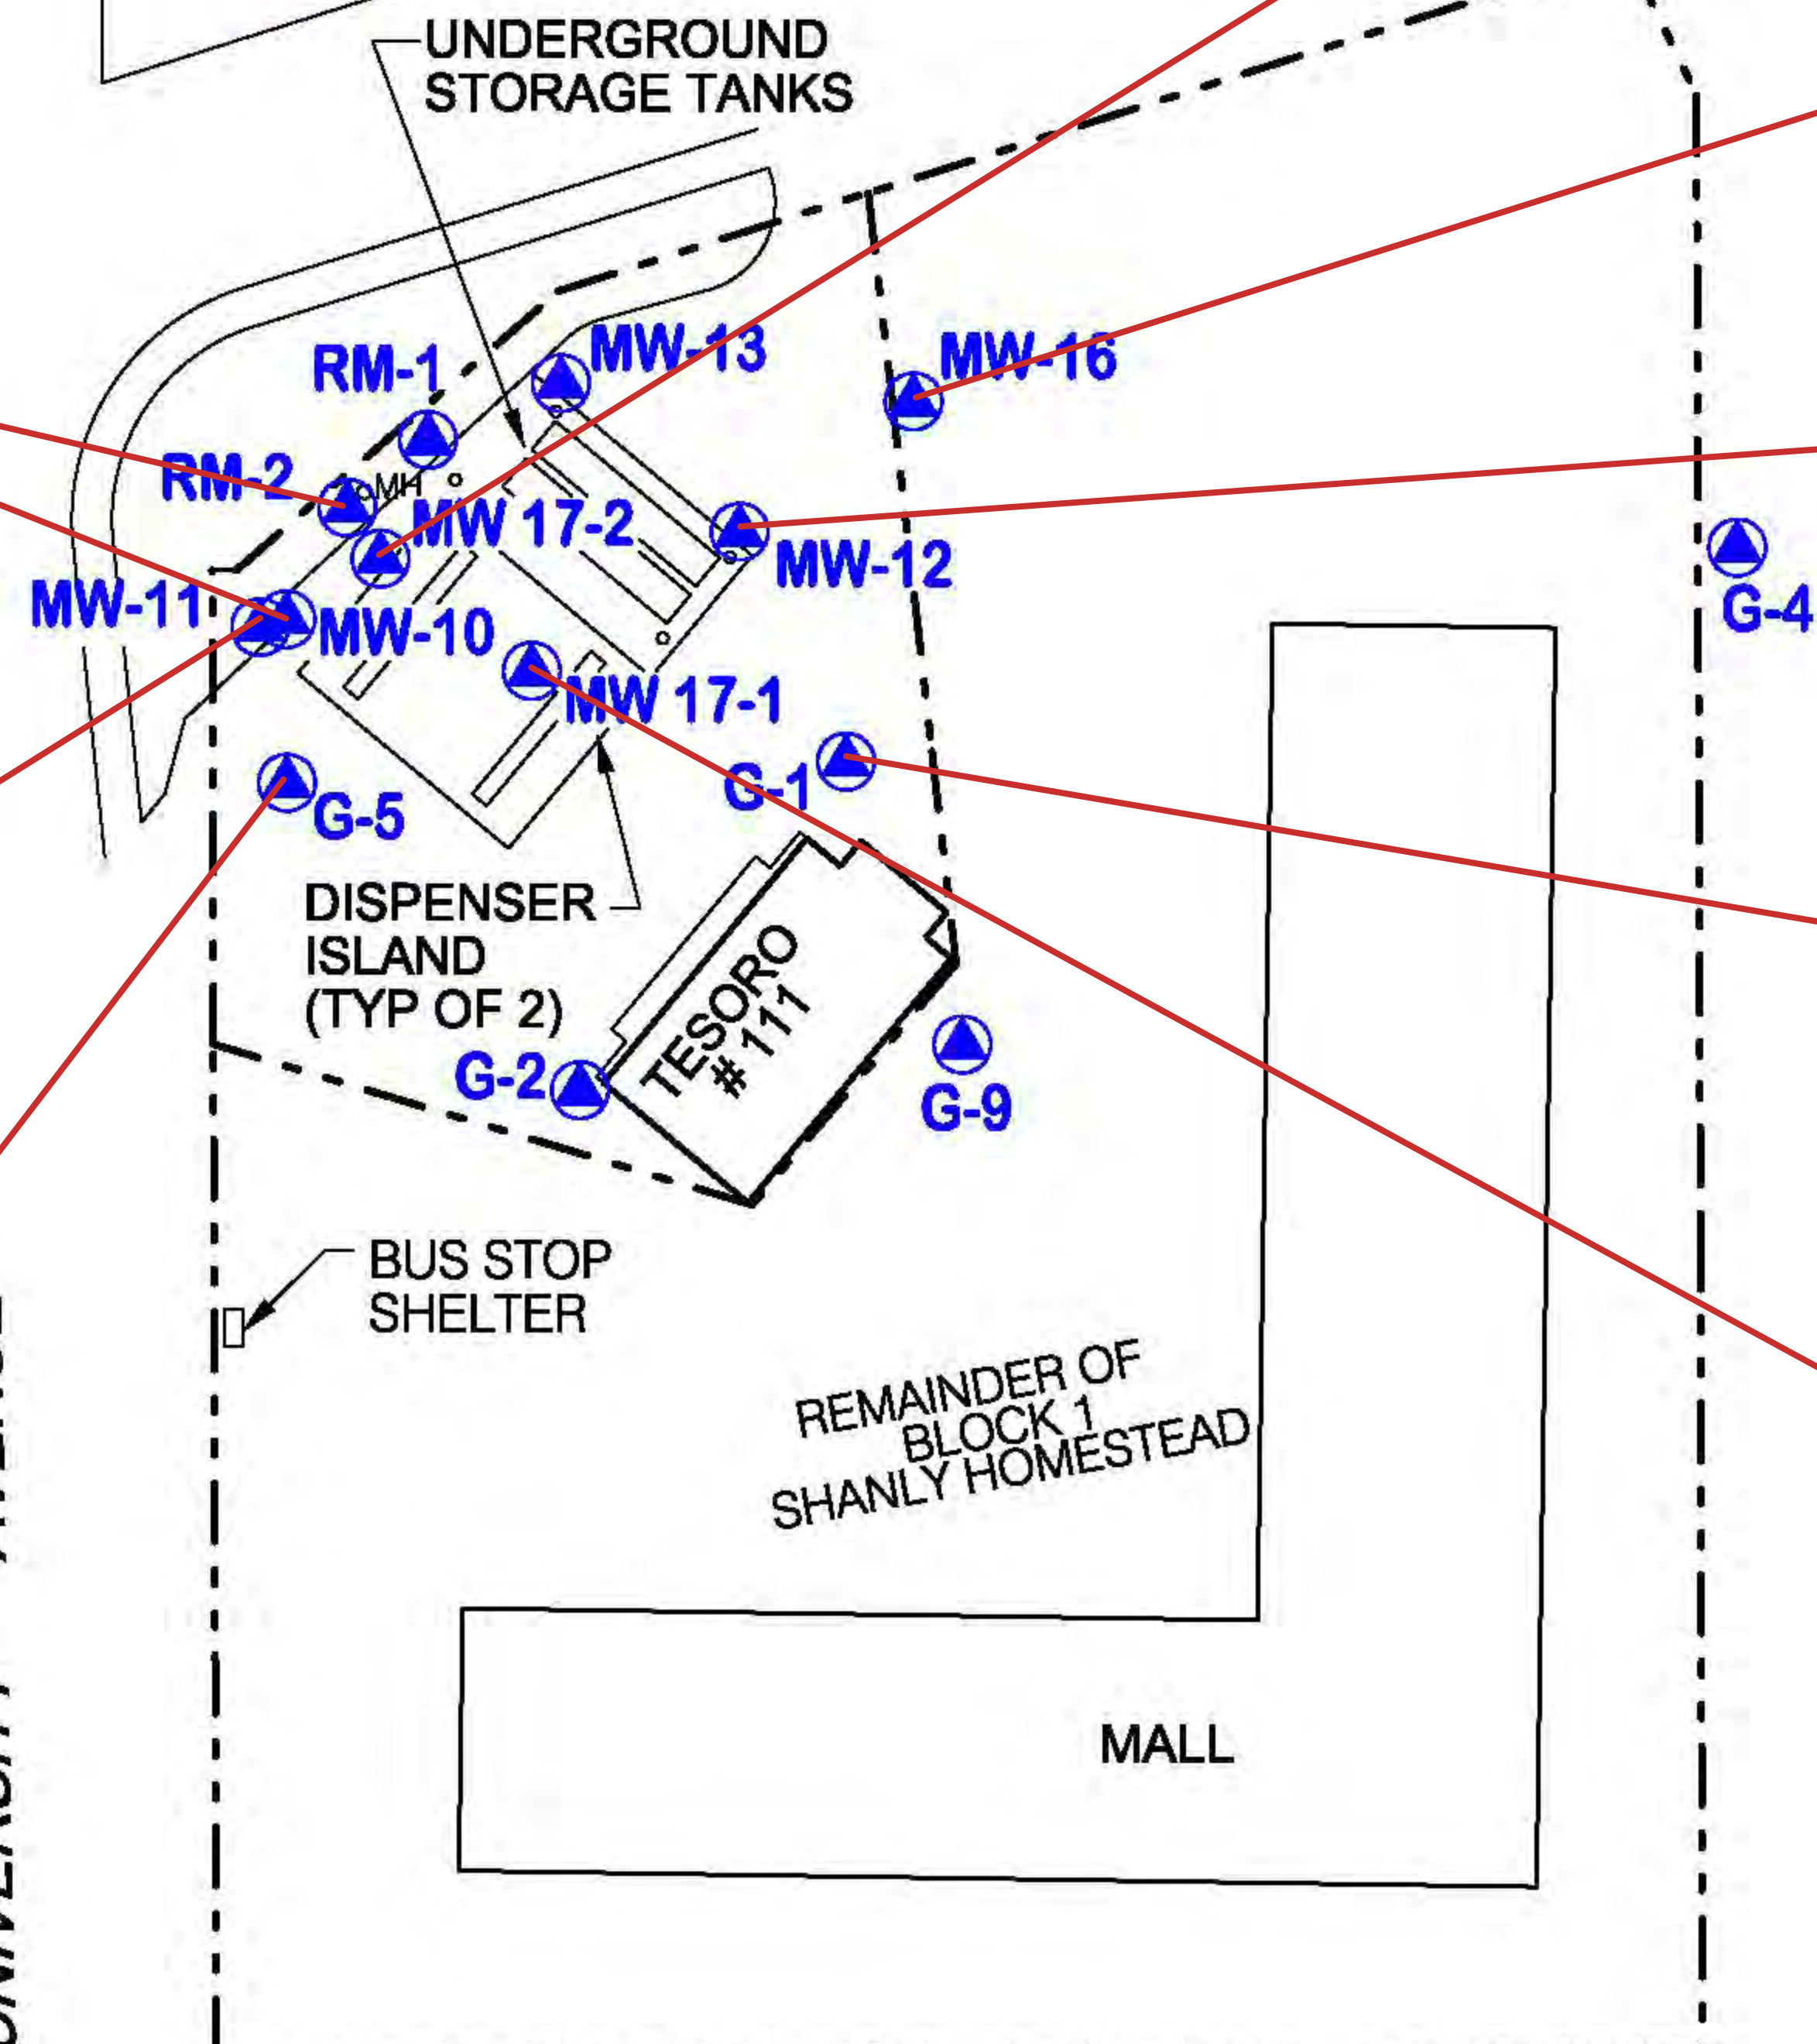 UNDERGROUND
STORAGE TANKS
MW-13
RM-1
MW-16
RM-2
MH
MW 17-2
MW-12
MW-11
MW-10
G-4
MW 17-1
G-1
G-5
DISPENSER
ISLAND
(TYP OF 2)
TESORO
# 111
G-2
G-9
BUS STOP
SHELTER
REMAINDER OF
BLOCK 1
SHANLY HOMESTEAD
MALL